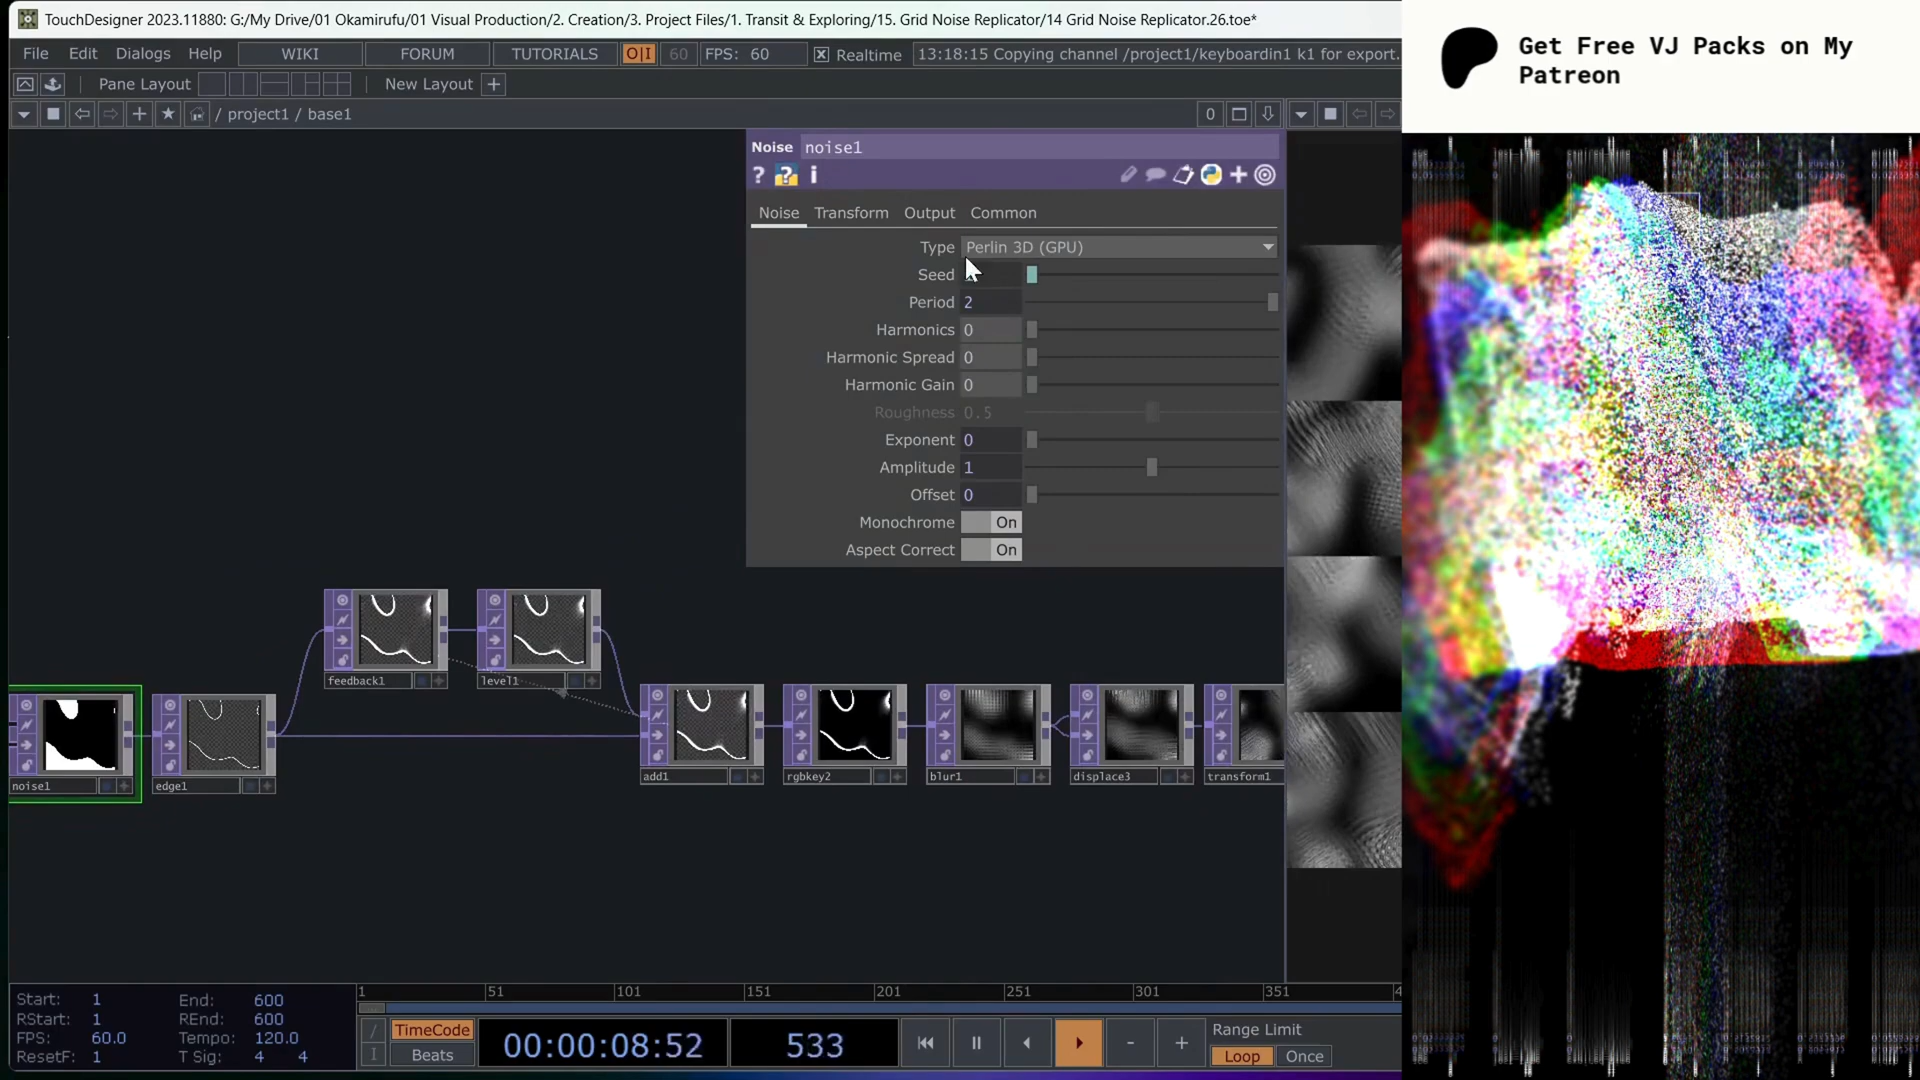 TouchDesigner 2023.11880: G:/My Drive/01 Okamirufu/01 Visual Production/2. Creation/3. Project Files/1. Transit & Exploring/15. Grid Noise Replicator/14 Grid Noise Replicator.26.toe*
File Edit Dialogs Help WIKI FORUM TUTORIALS O|I 60 FPS: 60 Realtime 13:18:15 Copying channel /project1/keyboardin1 k1 for export.
Pane Layout New Layout +
/ project1 / base1 0
Get Free VJ Packs on My
Patreon
Noise noise1
Noise Transform Output Common
Type Perlin 3D (GPU)
Seed
Period 2
Harmonics 0
Harmonic Spread 0
Harmonic Gain 0
Roughness 0.5
Exponent 0
Amplitude 1
Offset 0
Monochrome On
Aspect Correct On
feedback1 level1
noise1 edge1 add1 rgbkey2 blur1 displace3 transform1
1 51 101 151 201 251 301 351 4
Start: 1 End: 600
RStart: 1 REnd: 600
FPS: 60.0 Tempo: 120.0
ResetF: 1 T Sig: 4 4
TimeCode
Beats
00:00:08:52 533
Range Limit
Loop Once